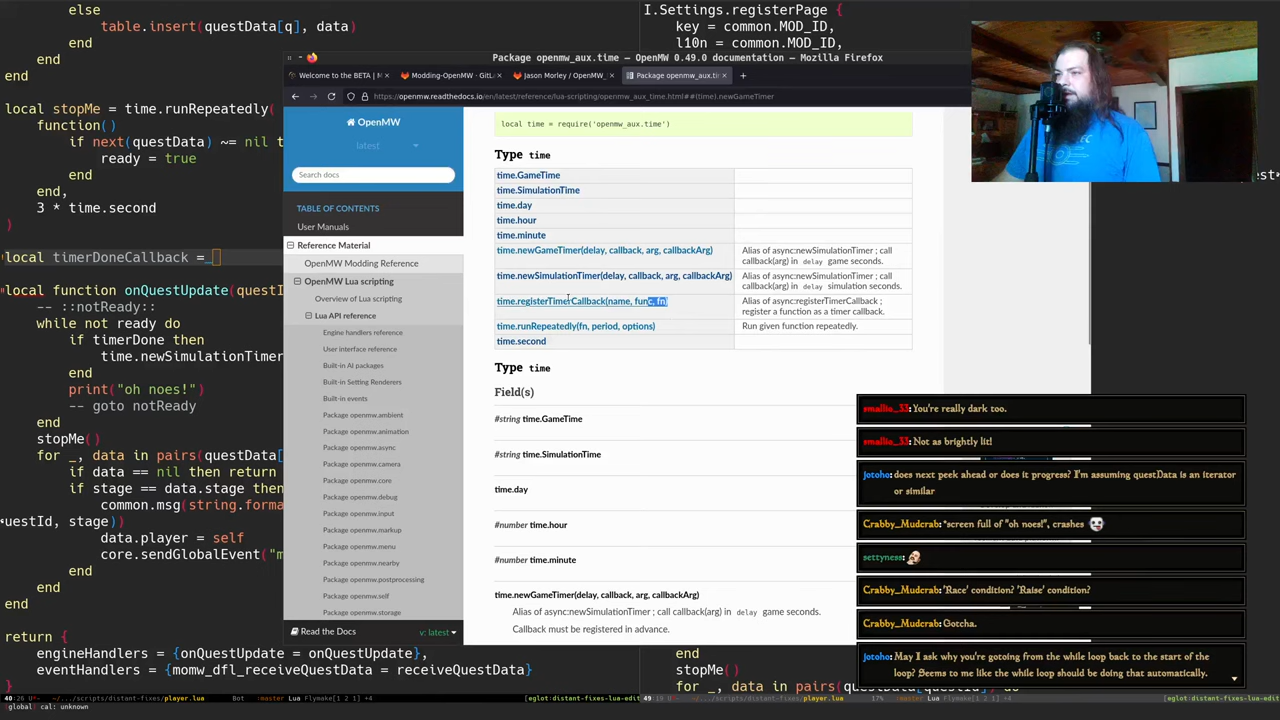 else
table.insert(questData[q], data)
end
end
end
local stopMe = time.runRepeatedly(
function()
if next(questData) ~= nil t
ready = true
end
end,
3 * time.second
)
local timerDoneCallback =
local function onQuestUpdate(questI
-- ::notReady::
while not ready do
if timerDone then
time.newSimulationTimer
end
print("oh noes!")
-- goto notReady
end
stopMe()
for _, data in pairs(questData[
if data == nil then return
if stage == data.stage then
common.msg(string.forma
uestId, stage))
data.player = self
core.sendGlobalEvent("m
end
end
end
return {
engineHandlers = {onQuestUpdate = onQuestUpdate},
eventHandlers = {momw_dfl_receiveQuestData = receiveQuestData}
}
I.Settings.registerPage {
key = common.MOD_ID,
l10n = common.MOD_ID,
Package openmw_aux.time — OpenMW 0.49.0 documentation — Mozilla Firefox
Welcome to the BETA | M
Modding-OpenMW · GitL
Jason Morley / OpenMW_
Package openmw_aux.ti
https://openmw.readthedocs.io/en/latest/reference/lua-scripting/openmw_aux_time.html##(time).newGameTimer
OpenMW
latest
Search docs
TABLE OF CONTENTS
User Manuals
Reference Material
OpenMW Modding Reference
OpenMW Lua scripting
Overview of Lua scripting
Lua API reference
Engine handlers reference
User interface reference
Built-in AI packages
Built-in Setting Renderers
Built-in events
Package openmw.ambient
Package openmw.animation
Package openmw.async
Package openmw.camera
Package openmw.core
Package openmw.debug
Package openmw.input
Package openmw.markup
Package openmw.menu
Package openmw.nearby
Package openmw.postprocessing
Package openmw.self
Package openmw.storage
Read the Docs
v: latest
local time = require('openmw_aux.time')
Type time
time.GameTime
time.SimulationTime
time.day
time.hour
time.minute
time.newGameTimer(delay, callback, arg, callbackArg)
Alias of async:newSimulationTimer ; call
callback(arg) in delay game seconds.
time.newSimulationTimer(delay, callback, arg, callbackArg)
Alias of async:newSimulationTimer ; call
callback(arg) in delay simulation seconds.
time.registerTimerCallback(name, func, fn)
Alias of async:registerTimerCallback ;
register a function as a timer callback.
time.runRepeatedly(fn, period, options)
Run given function repeatedly.
time.second
Type time
Field(s)
#string time.GameTime
#string time.SimulationTime
time.day
#number time.hour
#number time.minute
time.newGameTimer(delay, callback, arg, callbackArg)
Alias of async:newSimulationTimer ; call callback(arg) in delay game seconds.
Callback must be registered in advance.
smallio_33: You're really dark too.
smallio_33: Not as brightly lit!
Jotoho: does next peek ahead or does it progress? I'm assuming questData is an iterator
or similar
Crabby_Mudcrab: *screen full of "oh noes!", crashes
settyness:
Crabby_Mudcrab: 'Race' condition? 'Raise' condition?
Crabby_Mudcrab: Gotcha.
Jotoho: May I ask why you're gotoing from the while loop back to the start of the
loop? Seems to me like the while loop should be doing that automatically.
end
stopMe()
for _, data in pairs(questData[questId]) do